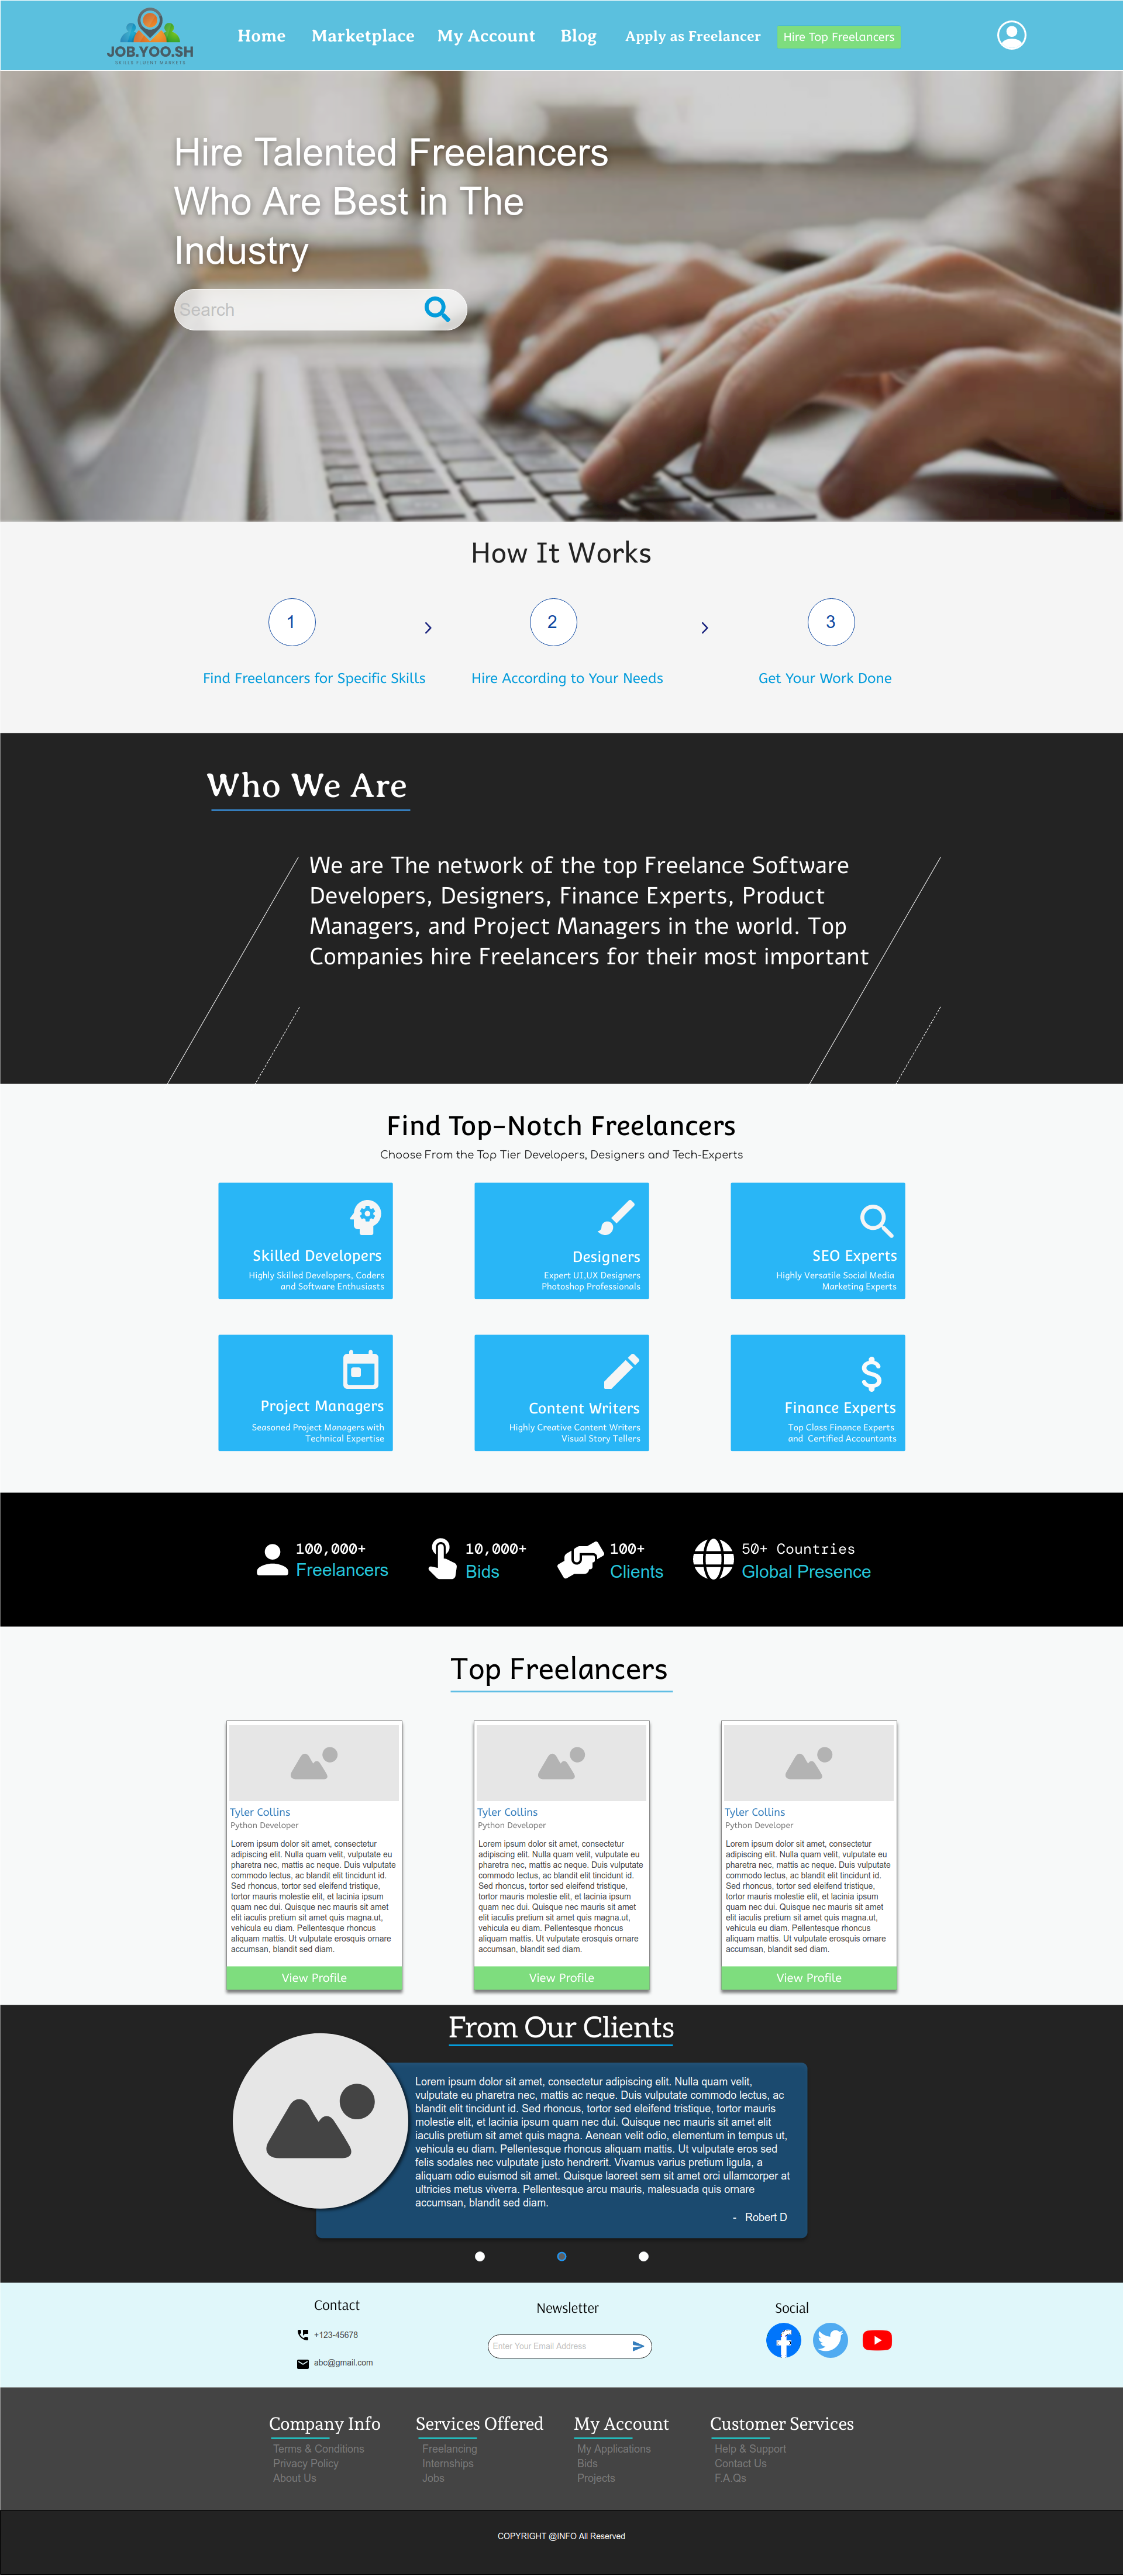 JOB.YOO.SH
SKILLS FLUENT MARKETS
Home Marketplace My Account Blog Apply as Freelancer Hire Top Freelancers
Hire Talented Freelancers
Who Are Best in The
Industry
Search
How It Works
1 2 3
Find Freelancers for Specific Skills Hire According to Your Needs Get Your Work Done
Who We Are
We are The network of the top Freelance Software
Developers, Designers, Finance Experts, Product
Managers, and Project Managers in the world. Top
Companies hire Freelancers for their most important
Find Top-Notch Freelancers
Choose From the Top Tier Developers, Designers and Tech-Experts
Skilled Developers
Highly Skilled Developers, Coders
and Software Enthusiasts
Designers
Expert UI,UX Designers
Photoshop Professionals
SEO Experts
Highly Versatile Social Media
Marketing Experts
Project Managers
Seasoned Project Managers with
Technical Expertise
Content Writers
Highly Creative Content Writers
Visual Story Tellers
Finance Experts
Top Class Finance Experts
and Certified Accountants
100,000+
Freelancers
10,000+
Bids
100+
Clients
50+ Countries
Global Presence
Top Freelancers
Tyler Collins
Python Developer
Lorem ipsum dolor sit amet, consectetur
adipiscing elit. Nulla quam velit, vulputate eu
pharetra nec, mattis ac neque. Duis vulputate
commodo lectus, ac blandit elit tincidunt id.
Sed rhoncus, tortor sed eleifend tristique,
tortor mauris molestie elit, et lacinia ipsum
quam nec dui. Quisque nec mauris sit amet
elit iaculis pretium sit amet quis magna.ut,
vehicula eu diam. Pellentesque rhoncus
aliquam mattis. Ut vulputate erosquis ornare
accumsan, blandit sed diam.
View Profile
Tyler Collins
Python Developer
Lorem ipsum dolor sit amet, consectetur
adipiscing elit. Nulla quam velit, vulputate eu
pharetra nec, mattis ac neque. Duis vulputate
commodo lectus, ac blandit elit tincidunt id.
Sed rhoncus, tortor sed eleifend tristique,
tortor mauris molestie elit, et lacinia ipsum
quam nec dui. Quisque nec mauris sit amet
elit iaculis pretium sit amet quis magna.ut,
vehicula eu diam. Pellentesque rhoncus
aliquam mattis. Ut vulputate erosquis ornare
accumsan, blandit sed diam.
View Profile
Tyler Collins
Python Developer
Lorem ipsum dolor sit amet, consectetur
adipiscing elit. Nulla quam velit, vulputate eu
pharetra nec, mattis ac neque. Duis vulputate
commodo lectus, ac blandit elit tincidunt id.
Sed rhoncus, tortor sed eleifend tristique,
tortor mauris molestie elit, et lacinia ipsum
quam nec dui. Quisque nec mauris sit amet
elit iaculis pretium sit amet quis magna.ut,
vehicula eu diam. Pellentesque rhoncus
aliquam mattis. Ut vulputate erosquis ornare
accumsan, blandit sed diam.
View Profile
From Our Clients
Lorem ipsum dolor sit amet, consectetur adipiscing elit. Nulla quam velit,
vulputate eu pharetra nec, mattis ac neque. Duis vulputate commodo lectus, ac
blandit elit tincidunt id. Sed rhoncus, tortor sed eleifend tristique, tortor mauris
molestie elit, et lacinia ipsum quam nec dui. Quisque nec mauris sit amet elit
iaculis pretium sit amet quis magna. Aenean velit odio, elementum in tempus ut,
vehicula eu diam. Pellentesque rhoncus aliquam mattis. Ut vulputate eros sed
felis sodales nec vulputate justo hendrerit. Vivamus varius pretium ligula, a
aliquam odio euismod sit amet. Quisque laoreet sem sit amet orci ullamcorper at
ultricies metus viverra. Pellentesque arcu mauris, malesuada quis ornare
accumsan, blandit sed diam.
- Robert D
Contact
+123-45678
abc@gmail.com
Newsletter
Enter Your Email Address
Social
Company Info
Terms & Conditions
Privacy Policy
About Us
Services Offered
Freelancing
Internships
Jobs
My Account
My Applications
Bids
Projects
Customer Services
Help & Support
Contact Us
F.A.Qs
COPYRIGHT @INFO All Reserved